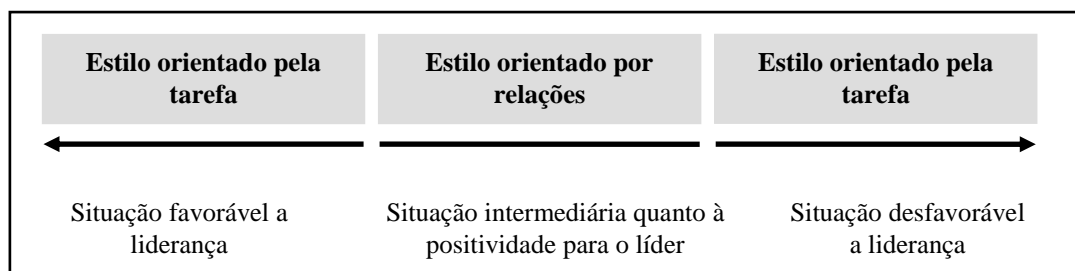 Estilo orientado pela
tarefa
Estilo orientado por
relações
Estilo orientado pela
tarefa
Situação favorável a
liderança
Situação intermediária quanto à
positividade para o líder
Situação desfavorável
a liderança